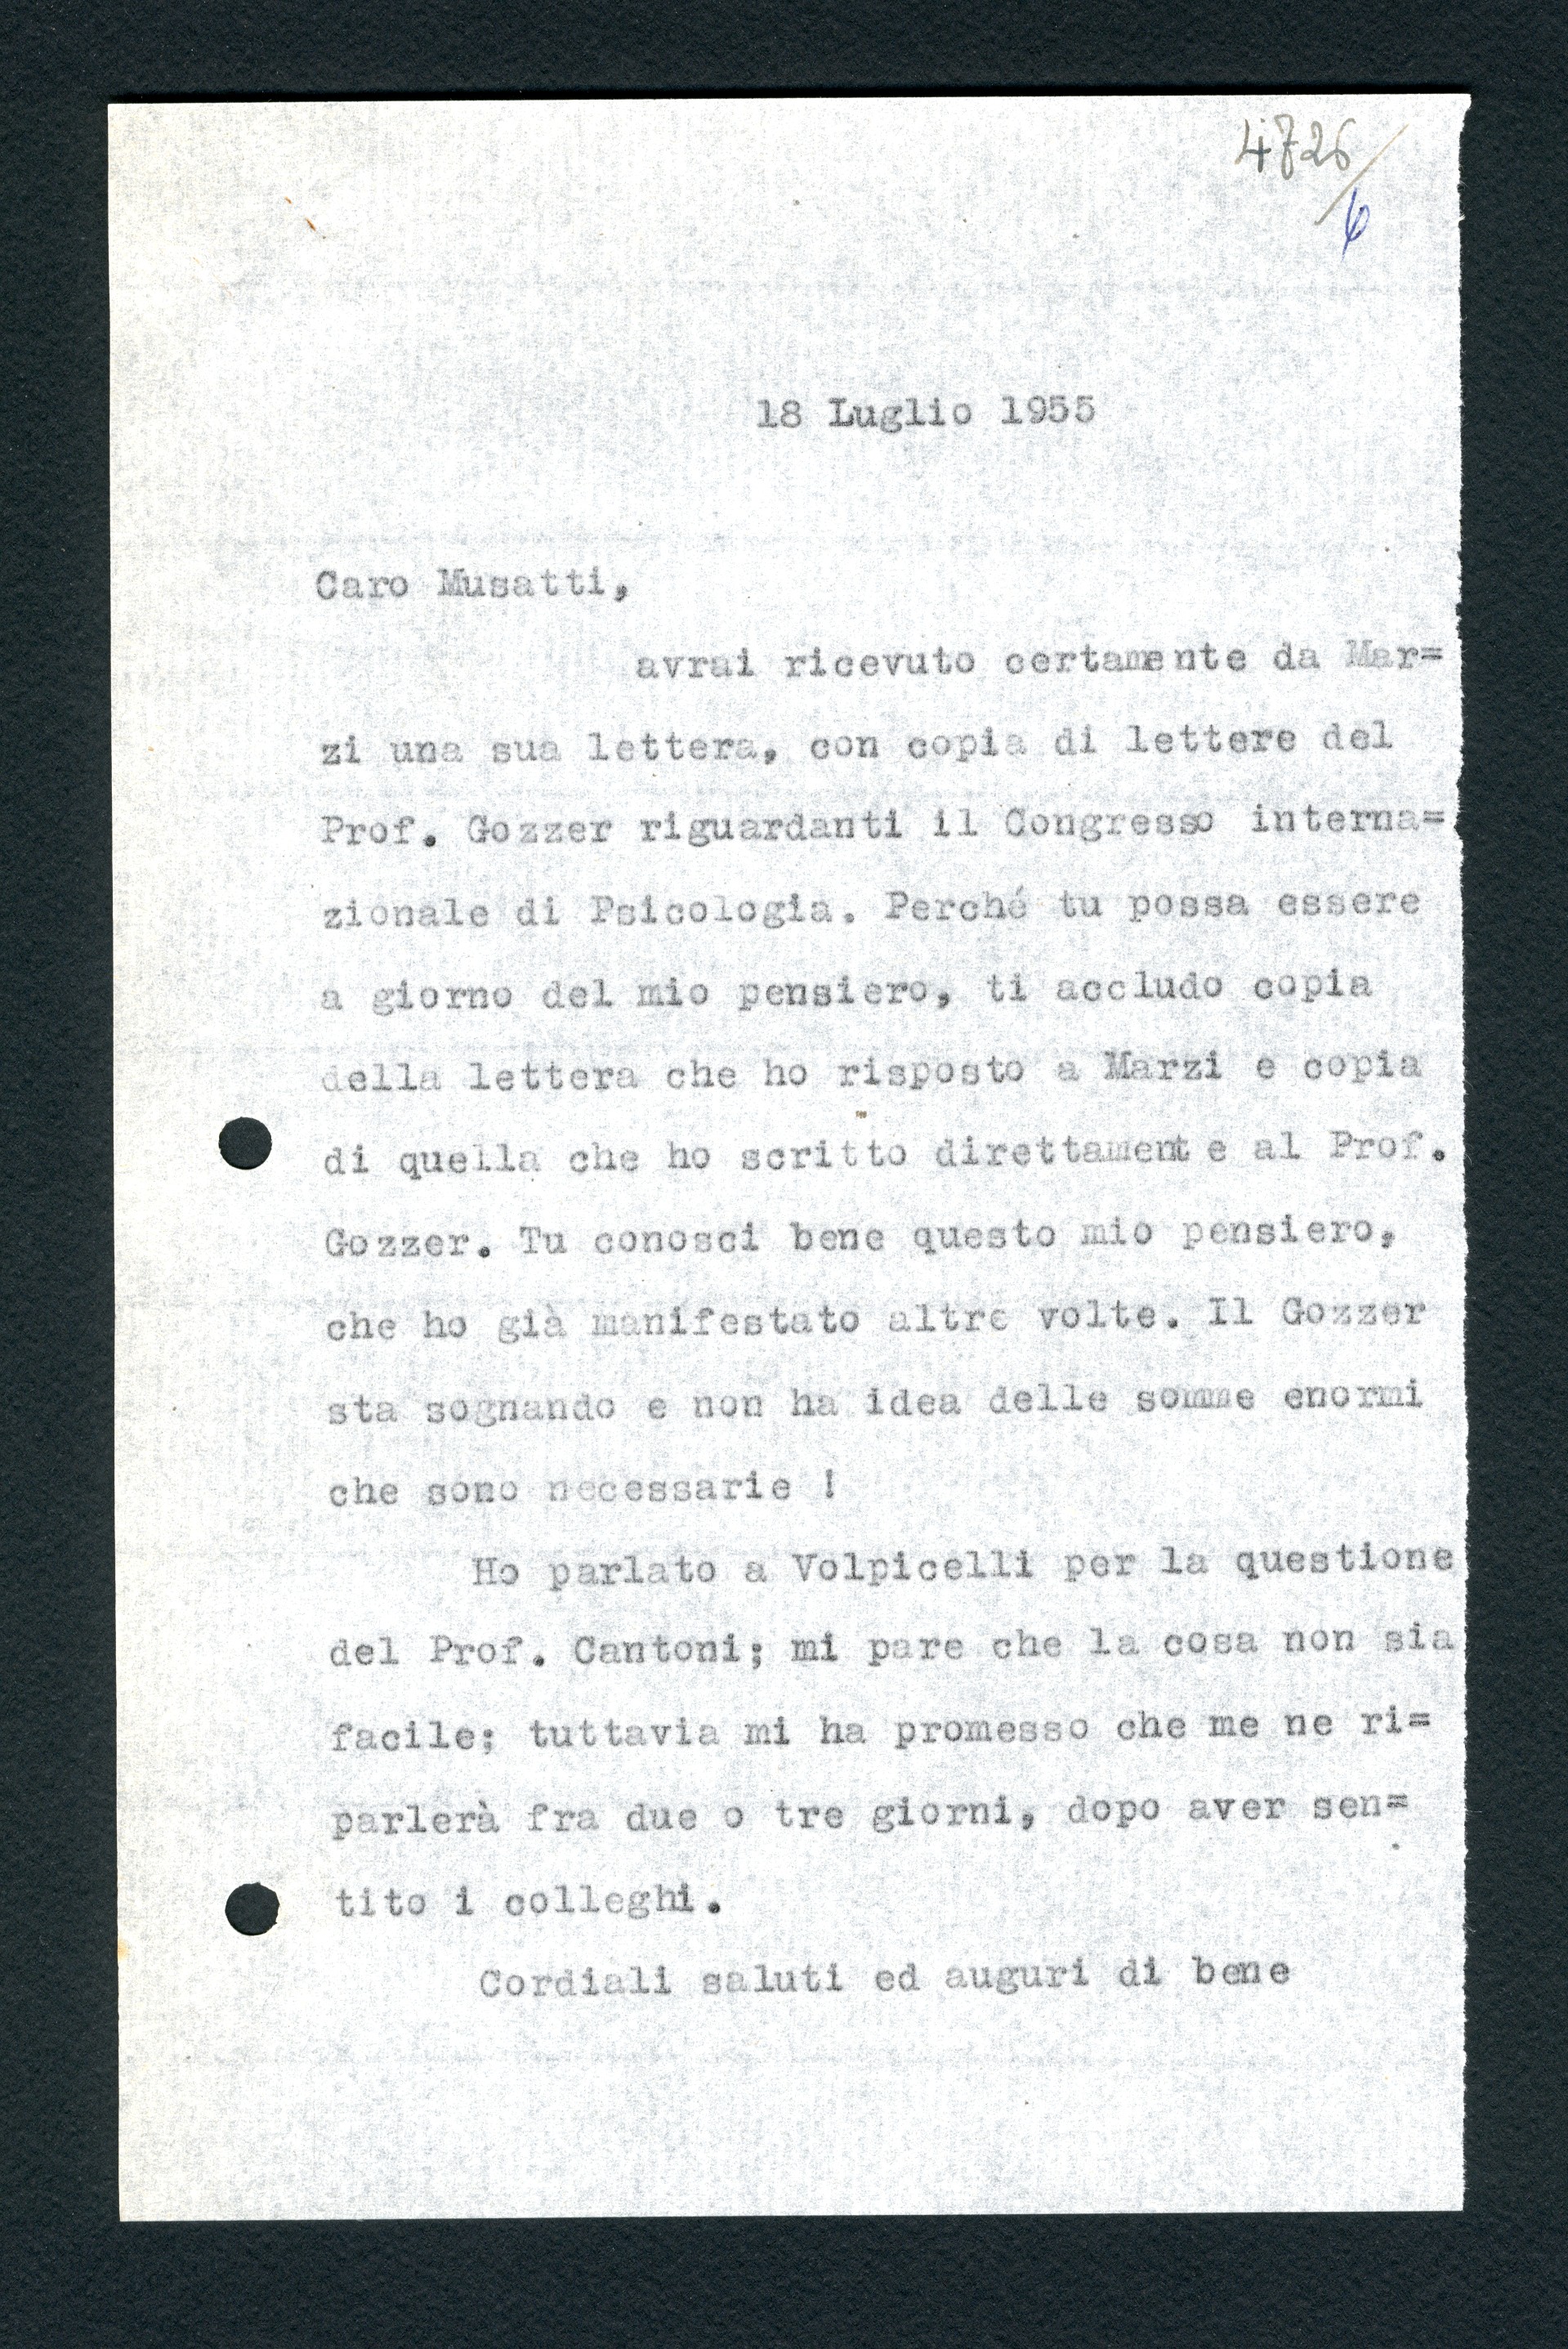 4726/6
18 Luglio 1955
Caro Musatti,
avrai ricevuto certamente da Mar=
zi una sua lettera, con copia di lettere del
Prof. Gozzer riguardanti il Congresso interna=
zionale di Psicologia. Perché tu possa essere
a giorno del mio pensiero, ti accludo copia
della lettera che ho risposto a Marzi e copia
di quella che ho scritto direttamente al Prof.
Gozzer. Tu conosci bene questo mio pensiero,
che ho già manifestato altre volte. Il Gozzer
sta sognando e non ha idea delle somme enormi
che sono necessarie !
Ho parlato a Volpicelli per la questione
del Prof. Cantoni; mi pare che la cosa non sia
facile; tuttavia mi ha promesso che me ne ri=
parlerà fra due o tre giorni, dopo aver sen=
tito i colleghi.
Cordiali saluti ed auguri di bene